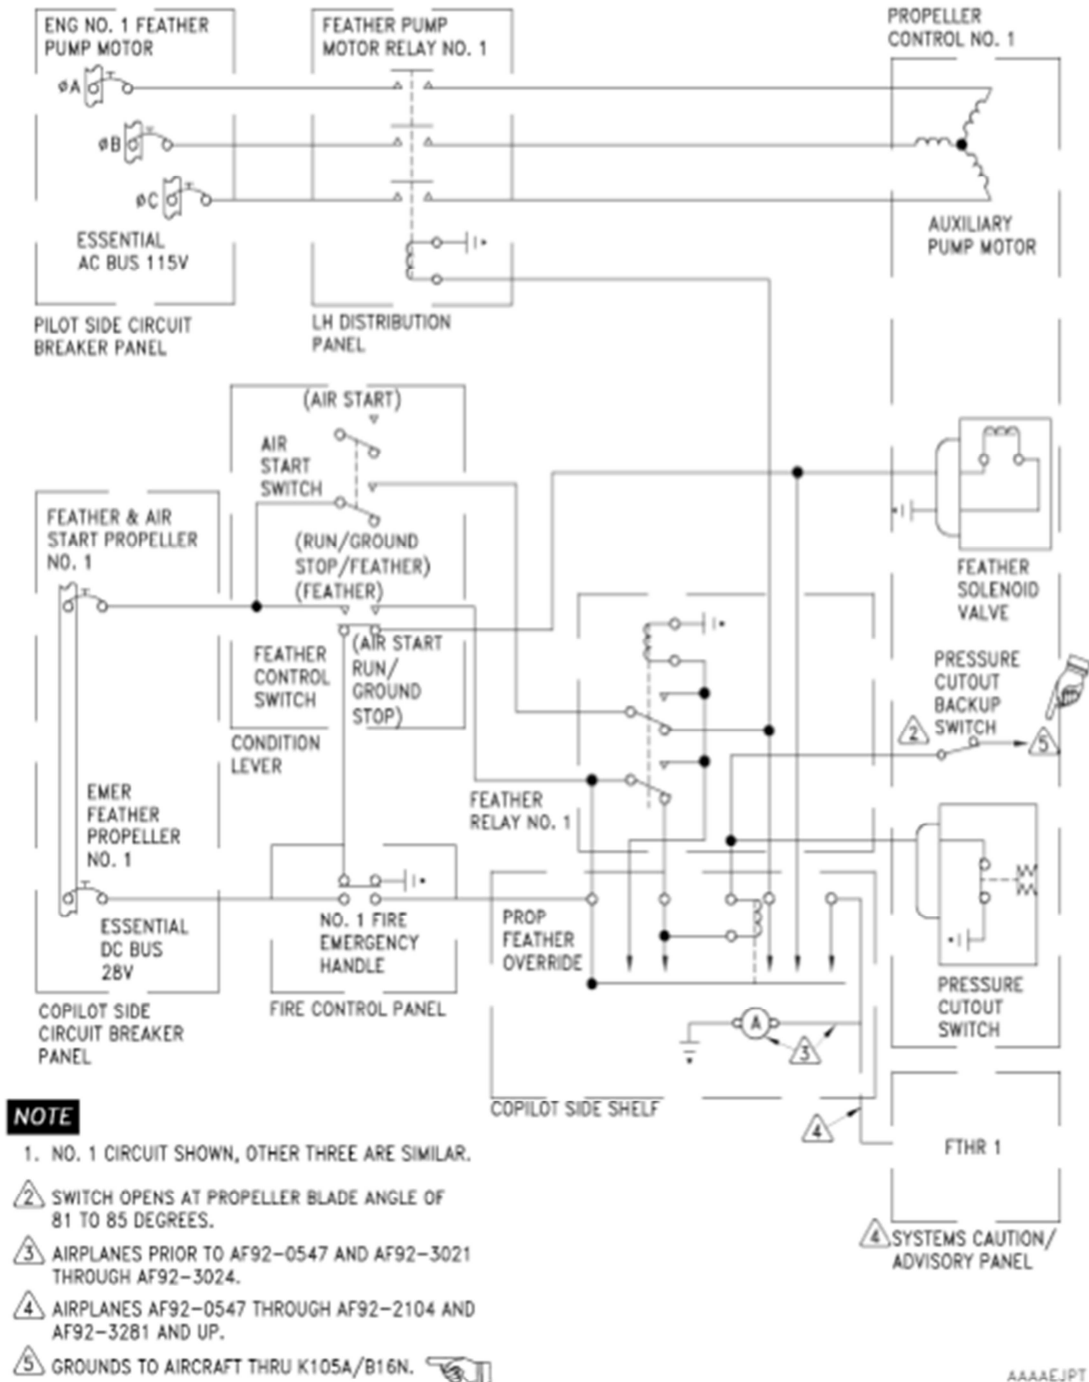 ENG NO. 1 FEATHER
PUMP MOTOR
FEATHER PUMP
MOTOR RELAY NO. 1
PROPELLER
CONTROL NO. 1
øA
øB
øC
ESSENTIAL
AC BUS 115V
AUXILIARY
PUMP MOTOR
PILOT SIDE CIRCUIT
BREAKER PANEL
LH DISTRIBUTION
PANEL
(AIR START)
AIR
START
SWITCH
FEATHER & AIR
START PROPELLER
NO. 1
(RUN/GROUND
STOP/FEATHER)
(FEATHER)
FEATHER
SOLENOID
VALVE
FEATHER
CONTROL
SWITCH
(AIR START
RUN/
GROUND
STOP)
PRESSURE
CUTOUT
BACKUP
SWITCH
2
5
CONDITION
LEVER
EMER
FEATHER
PROPELLER
NO. 1
FEATHER
RELAY NO. 1
ESSENTIAL
DC BUS
28V
NO. 1 FIRE
EMERGENCY
HANDLE
PROP
FEATHER
OVERRIDE
COPILOT SIDE
CIRCUIT BREAKER
PANEL
FIRE CONTROL PANEL
PRESSURE
CUTOUT
SWITCH
A
3
COPILOT SIDE SHELF
4
FTHR 1
4 SYSTEMS CAUTION/
ADVISORY PANEL
NOTE
1. NO. 1 CIRCUIT SHOWN, OTHER THREE ARE SIMILAR.
2 SWITCH OPENS AT PROPELLER BLADE ANGLE OF
81 TO 85 DEGREES.
3 AIRPLANES PRIOR TO AF92-0547 AND AF92-3021
THROUGH AF92-3024.
4 AIRPLANES AF92-0547 THROUGH AF92-2104 AND
AF92-3281 AND UP.
5 GROUNDS TO AIRCRAFT THRU K105A/B16N.
AAAAEJPT